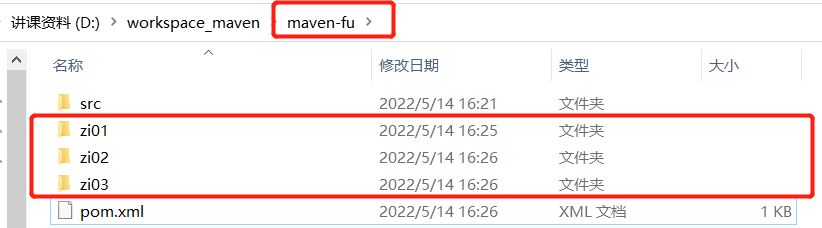 讲课资料 (D:) > workspace_maven > maven-fu >
名称 修改日期 类型 大小
src 2022/5/14 16:21 文件夹
zi01 2022/5/14 16:25 文件夹
zi02 2022/5/14 16:26 文件夹
zi03 2022/5/14 16:26 文件夹
pom.xml 2022/5/14 16:26 XML 文档 1 KB